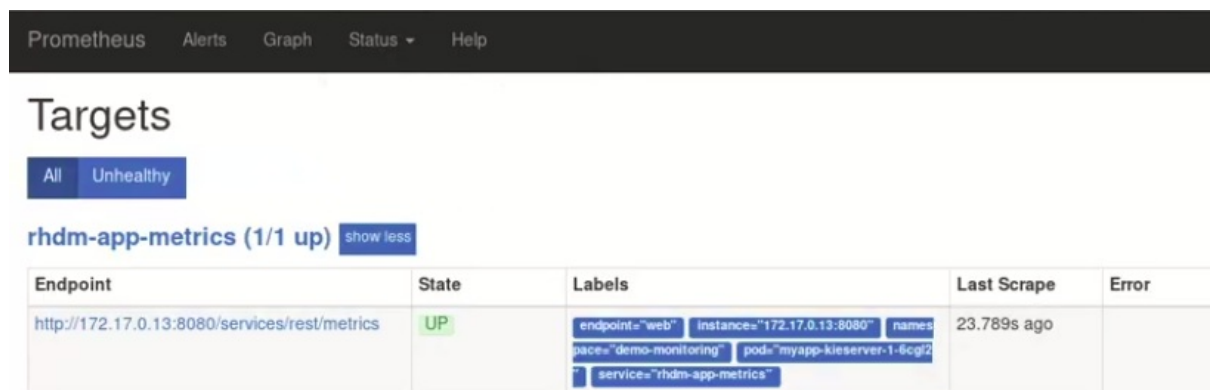 Prometheus Alerts Graph Status Help
Targets
All Unhealthy
rhdm-app-metrics (1/1 up) show less
Endpoint State Labels Last Scrape Error
http://172.17.0.13:8080/services/rest/metrics UP endpoint="web" instance="172.17.0.13:8080" names 23.789s ago
pace="demo-monitoring" pod="myapp-kieserver-1-6cgl2
" service="rhdm-app-metrics"